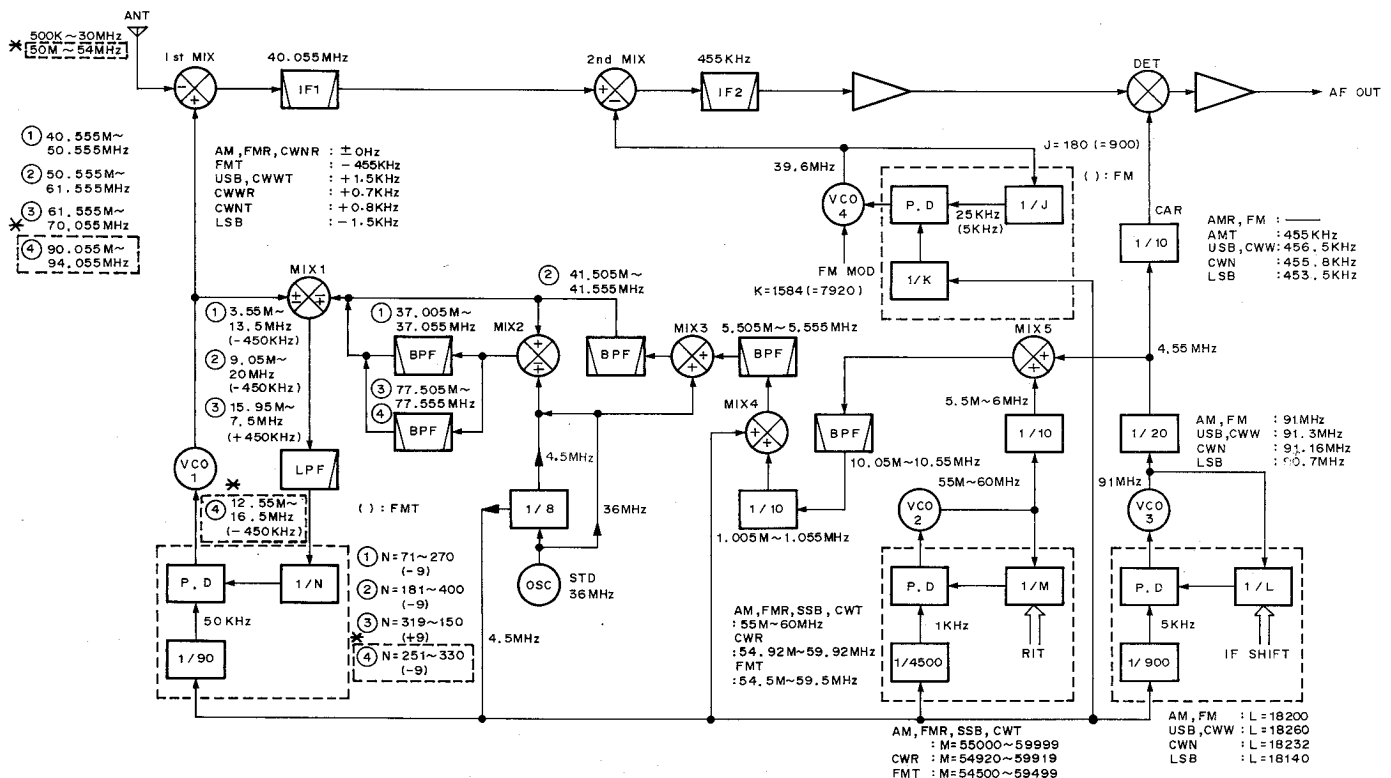 ANT
500K~30MHz
* 50M~54MHz
1st MIX
40.055MHz
IF1
2nd MIX
455KHz
IF2
DET
AF OUT
① 40.555M~
50.555MHz
② 50.555M~
61.555MHz
③ 61.555M~
70.055MHz
*
④ 90.055M~
94.055MHz
AM, FMR, CWNR : ±0Hz
FMT : −455KHz
USB, CWWT : +1.5KHz
CWWR : +0.7KHz
CWNT : +0.8KHz
LSB : −1.5KHz
39.6MHz
VCO
4
FM MOD
J=180 (=900)
( ): FM
P.D
25KHz
(5KHz)
1/J
1/K
K=1584 (=7920)
CAR
1/10
AMR, FM : ——
AMT : 455KHz
USB, CWW : 456.5KHz
CWN : 455.8KHz
LSB : 453.5KHz
MIX1
① 3.55M~
13.5MHz
(-450KHz)
② 9.05M~
20MHz
(-450KHz)
③ 15.95M~
7.5MHz
(+450KHz)
VCO
1
*
④ 12.55M~
16.5MHz
(-450KHz)
LPF
① 37.005M~
37.055MHz
BPF
③ 77.505M~
④ 77.555MHz
BPF
MIX2
② 41.505M~
41.555MHz
BPF
MIX3
5.505M~5.555MHz
BPF
MIX4
MIX5
4.55 MHz
5.5M~6MHz
1/10
BPF
10.05M~10.55MHz
1/10
1.005M~1.055MHz
55M~60MHz
VCO
2
1/20
AM, FM : 91MHz
USB, CWW : 91.3MHz
CWN : 91.16MHz
LSB : 90.7MHz
91MHz
VCO
3
4.5MHz
1/8
36MHz
OSC
STD
36MHz
( ): FMT
P.D
1/N
50KHz
1/90
① N=71~270
(-9)
② N=181~400
(-9)
③ N=319~150
(+9)
*
④ N=251~330
(-9)
4.5MHz
AM, FMR, SSB, CWT
: 55M~60MHz
CWR
: 54.92M~59.92MHz
FMT
: 54.5M~59.5MHz
P.D
1/M
1KHz
RIT
1/4500
P.D
1/L
5KHz
IF SHIFT
1/900
AM, FMR, SSB, CWT
: M=55000~59999
CWR : M=54920~59919
FMT : M=54500~59499
AM, FM : L=18200
USB, CWW : L=18260
CWN : L=18232
LSB : L=18140